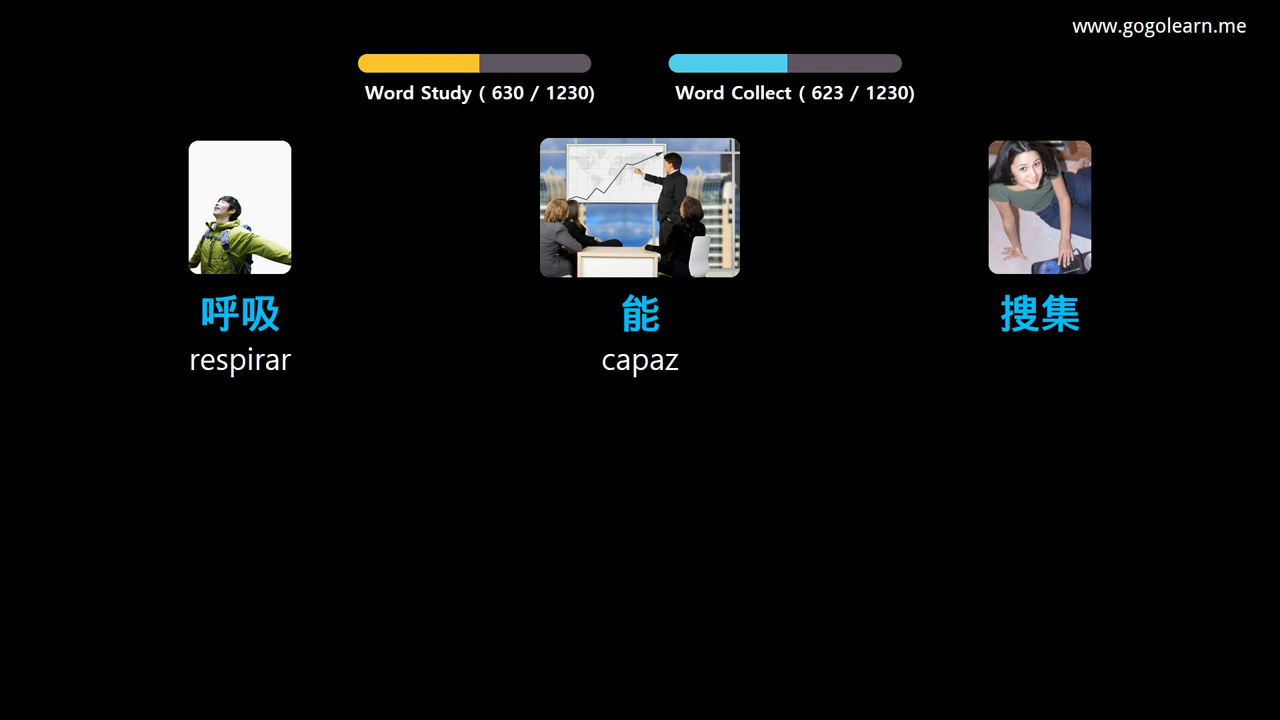 www.gogolearn.me
Word Study ( 630 / 1230)
Word Collect ( 623 / 1230)
呼吸
能
搜集
respirar
capaz